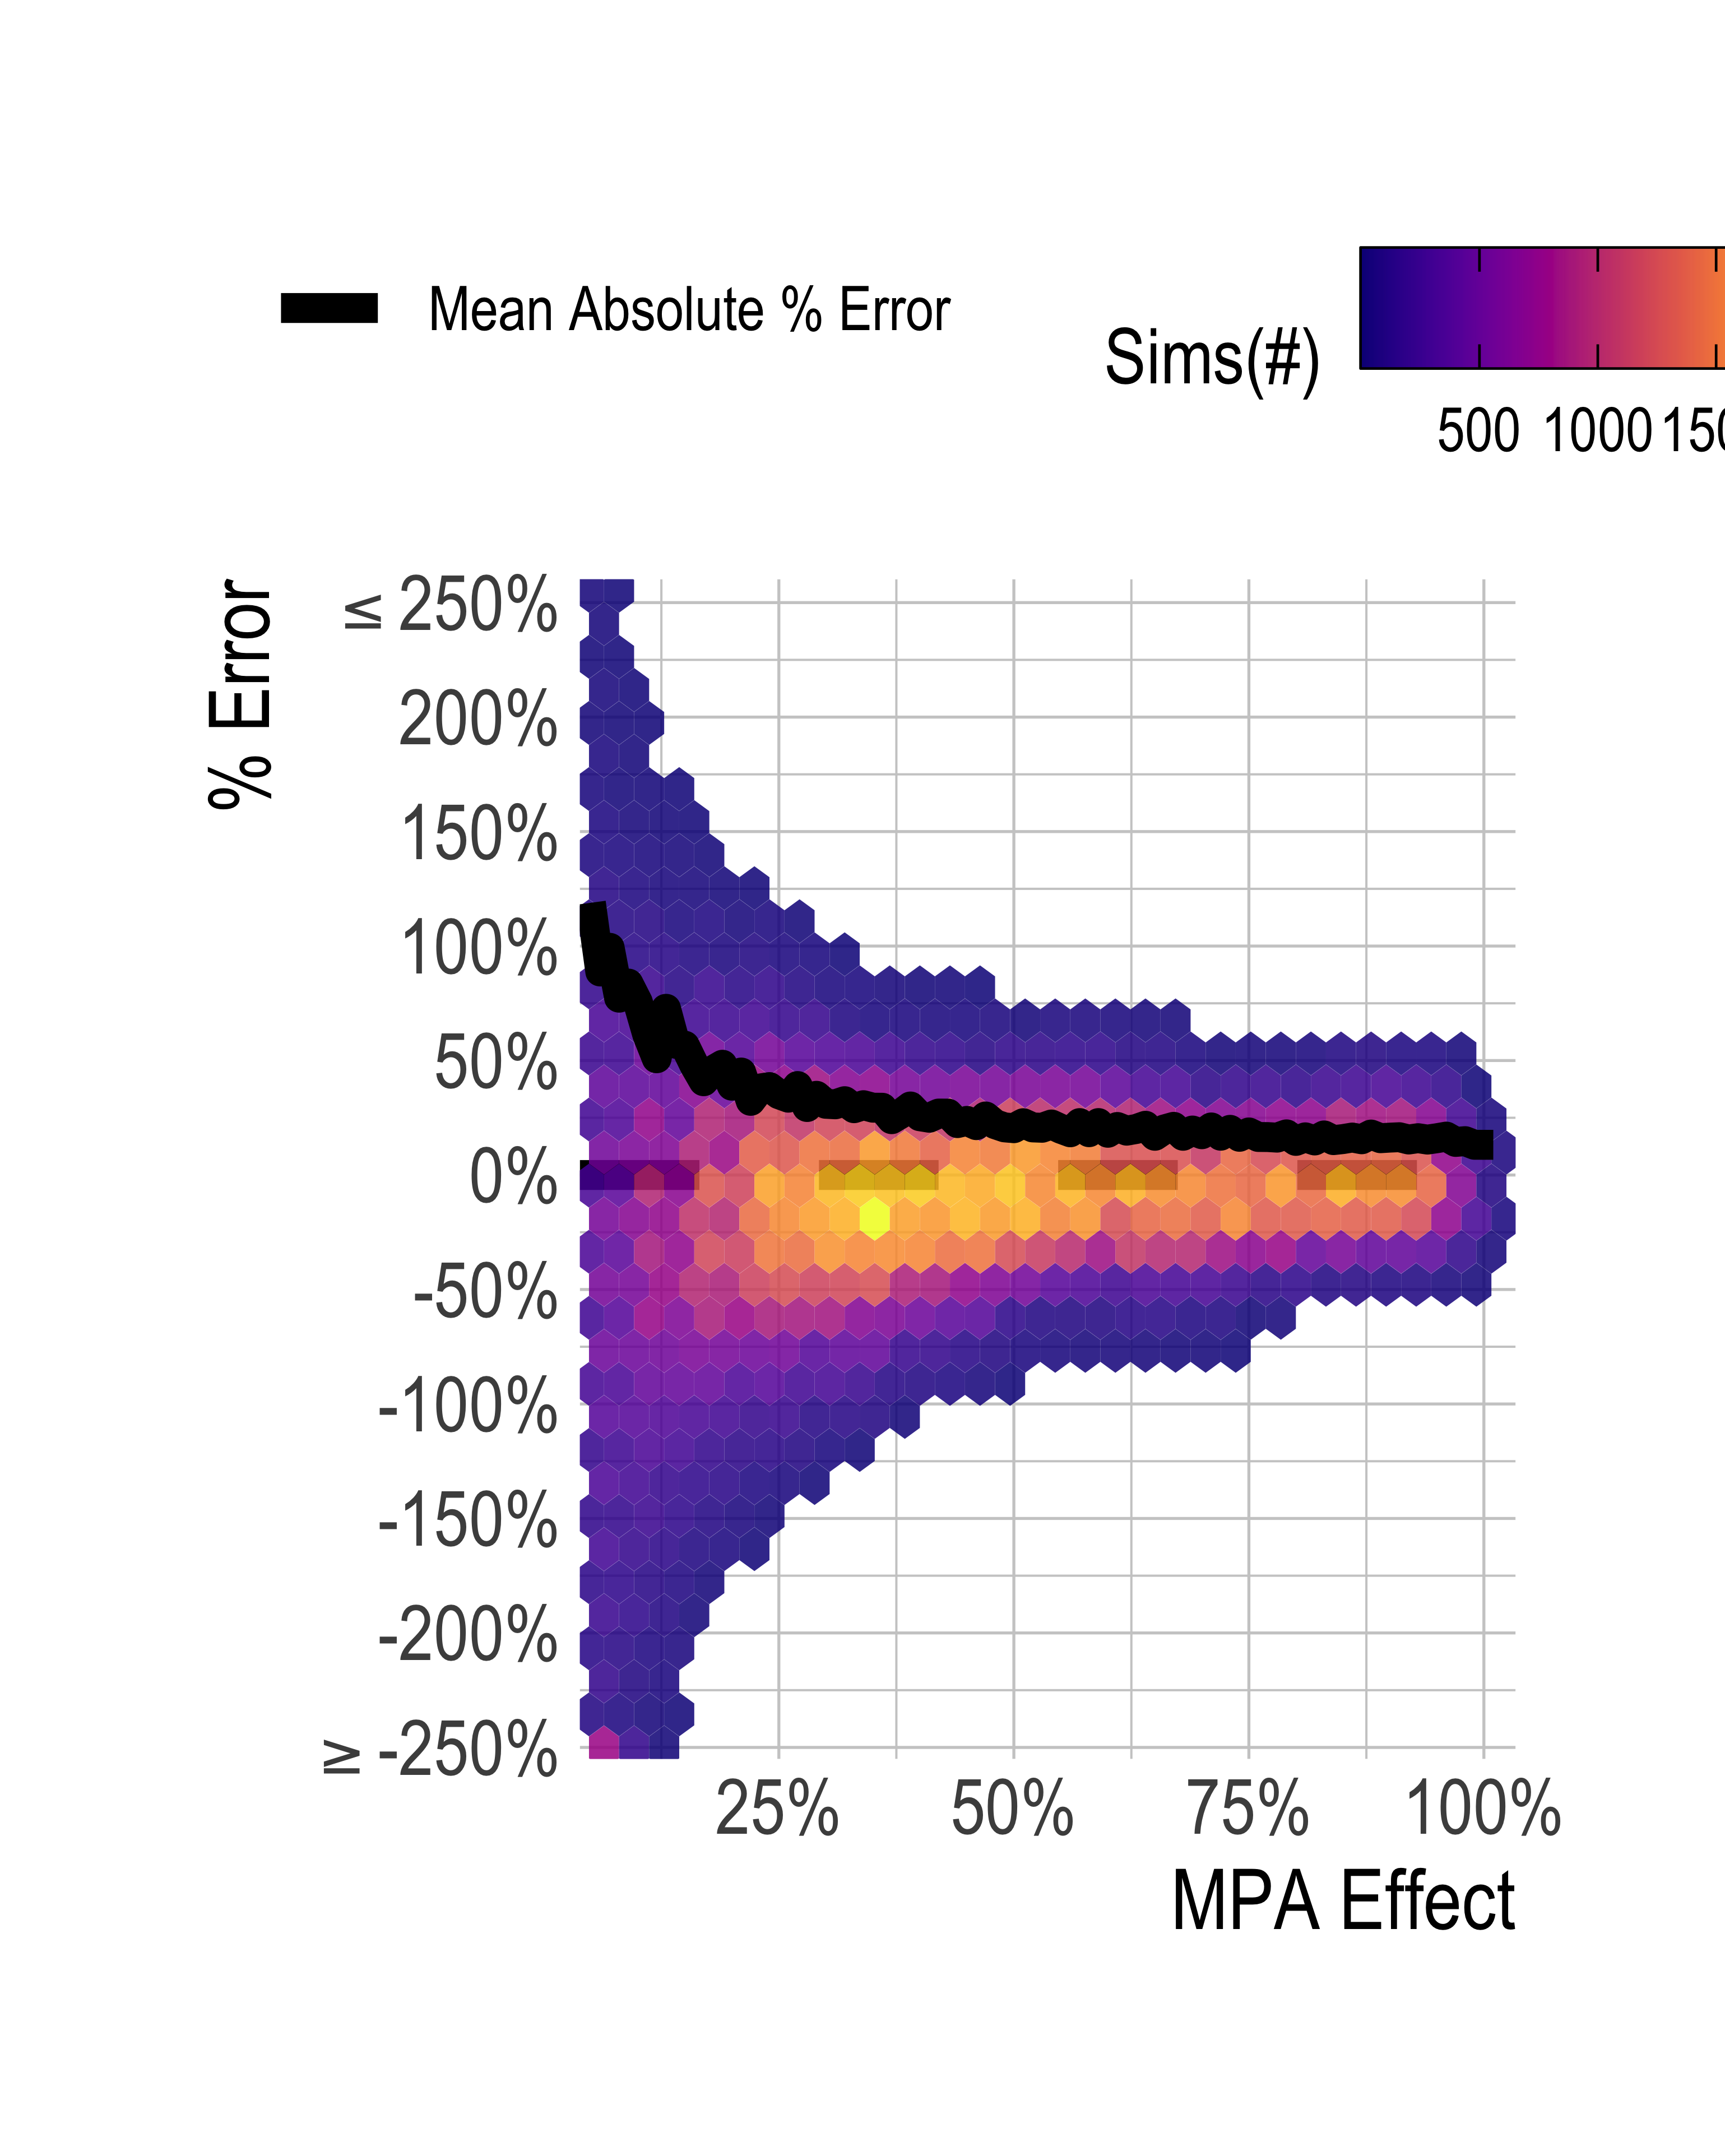 Mean Absolute % Error
Sims(#)
500 1000 150
% Error
≤ 250%
200%
150%
100%
50%
0%
-50%
-100%
-150%
-200%
≥ -250%
25% 50% 75% 100%
MPA Effect